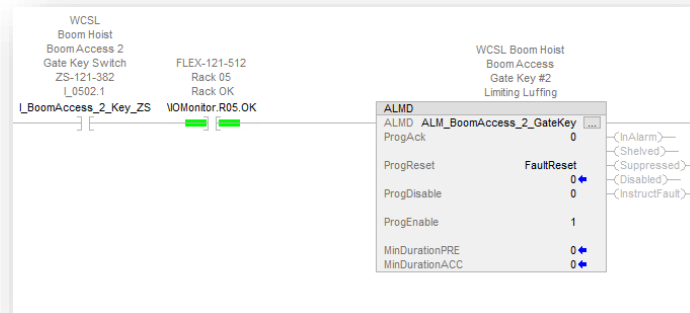 WCSL
Boom Hoist
Boom Access 2
Gate Key Switch
ZS-121-382
I_0502.1
I_BoomAccess_2_Key_ZS
FLEX-121-512
Rack 05
Rack OK
\IOMonitor.R05.OK
WCSL Boom Hoist
Boom Access
Gate Key #2
Limiting Luffing
ALMD
ALMD ALM_BoomAccess_2_GateKey ...
ProgAck 0
ProgReset FaultReset
0
ProgDisable 0
ProgEnable 1
MinDurationPRE 0
MinDurationACC 0
(InAlarm)
(Shelved)
(Suppressed)
(Disabled)
(InstructFault)